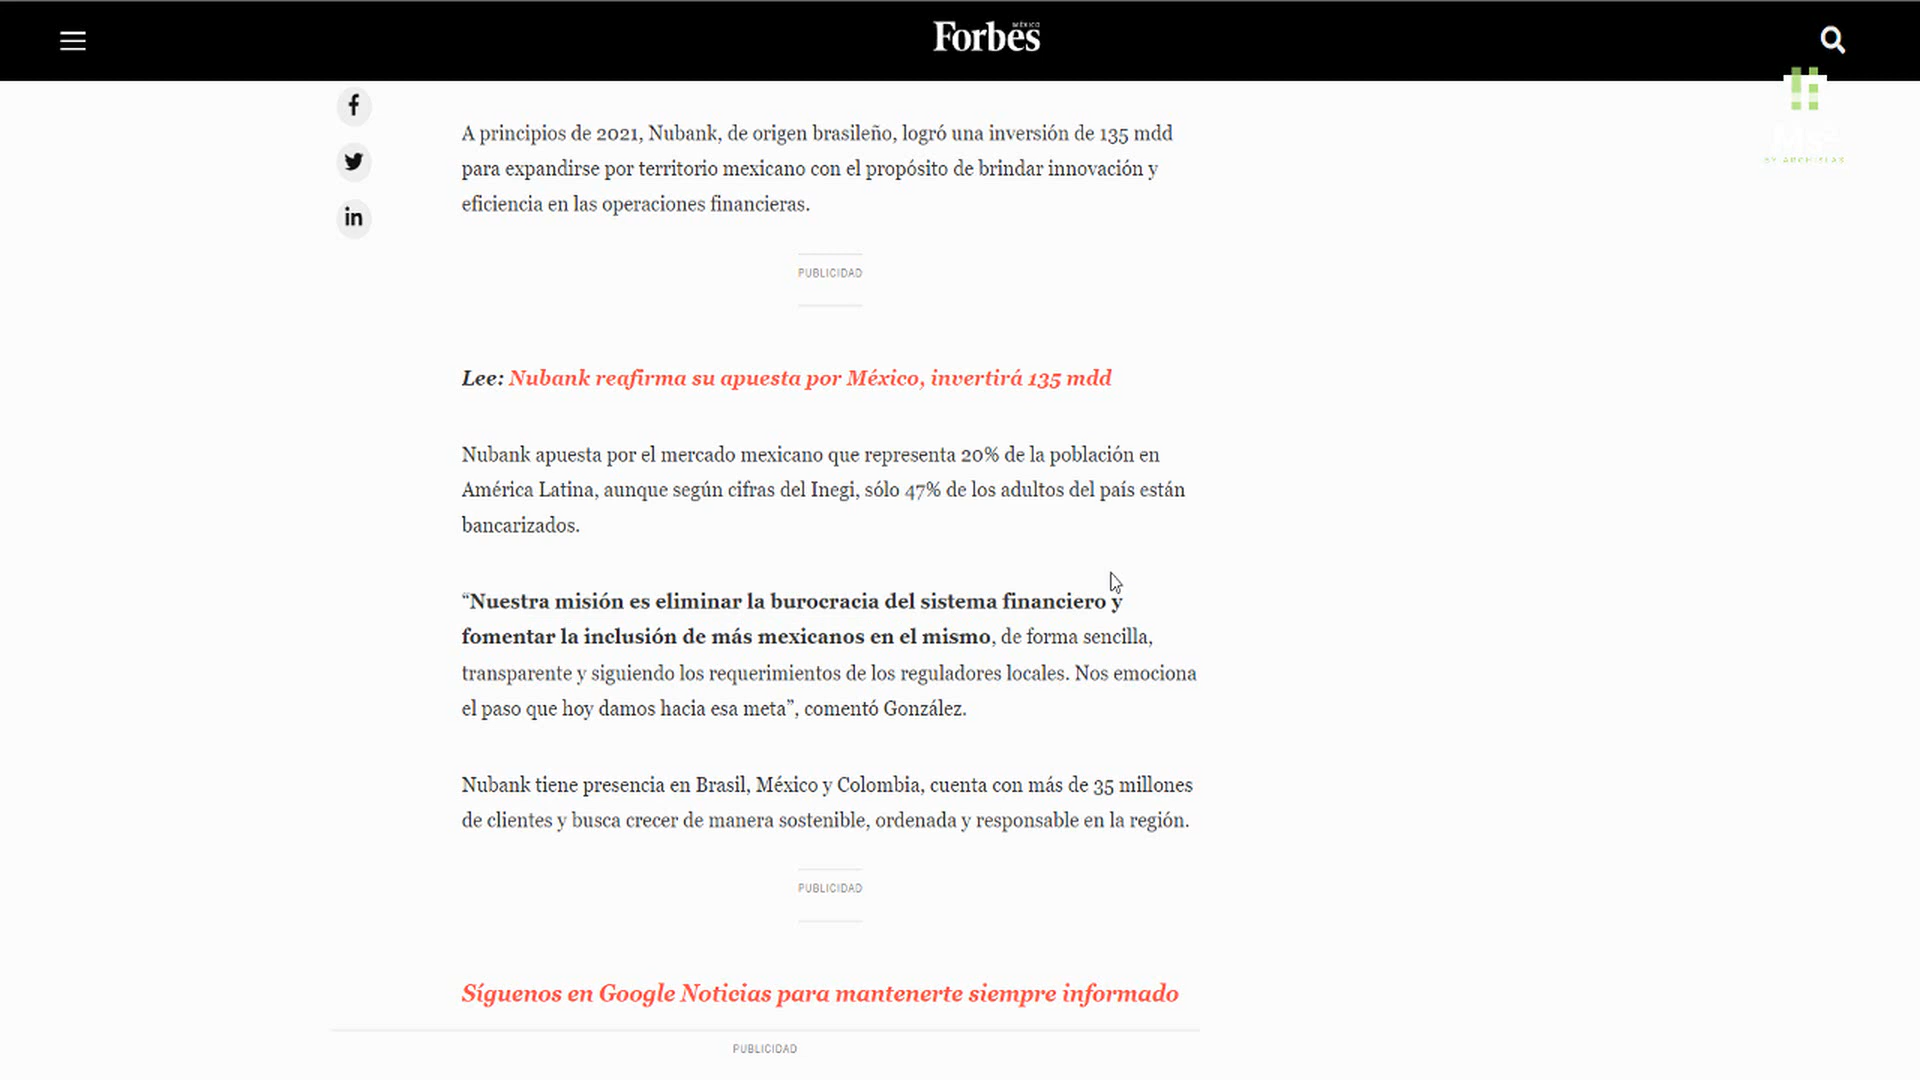 Forbes
MÉXICO
A principios de 2021, Nubank, de origen brasileño, logró una inversión de 135 mdd
para expandirse por territorio mexicano con el propósito de brindar innovación y
eficiencia en las operaciones financieras.
PUBLICIDAD
Lee: Nubank reafirma su apuesta por México, invertirá 135 mdd
Nubank apuesta por el mercado mexicano que representa 20% de la población en
América Latina, aunque según cifras del Inegi, sólo 47% de los adultos del país están
bancarizados.
“Nuestra misión es eliminar la burocracia del sistema financiero y
fomentar la inclusión de más mexicanos en el mismo, de forma sencilla,
transparente y siguiendo los requerimientos de los reguladores locales. Nos emociona
el paso que hoy damos hacia esa meta”, comentó González.
Nubank tiene presencia en Brasil, México y Colombia, cuenta con más de 35 millones
de clientes y busca crecer de manera sostenible, ordenada y responsable en la región.
PUBLICIDAD
Síguenos en Google Noticias para mantenerte siempre informado
PUBLICIDAD